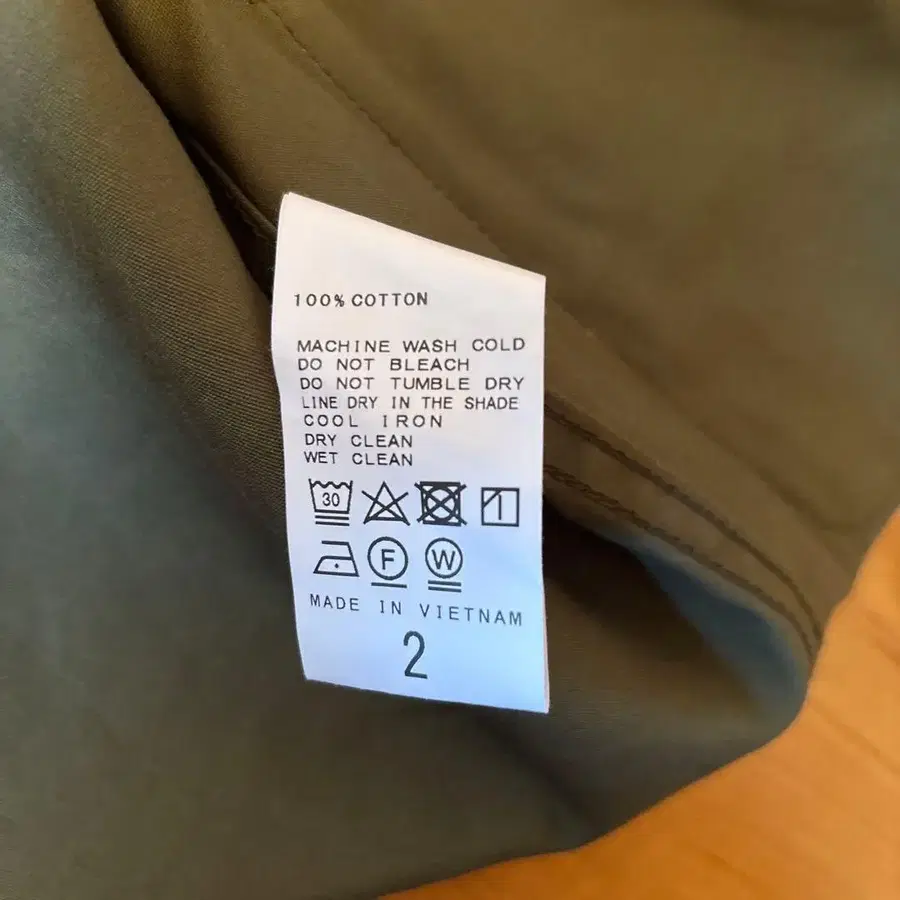 100% COTTON
MACHINE WASH COLD
DO NOT BLEACH
DO NOT TUMBLE DRY
LINE DRY IN THE SHADE
COOL IRON
DRY CLEAN
WET CLEAN
30
F W
MADE IN VIETNAM
2